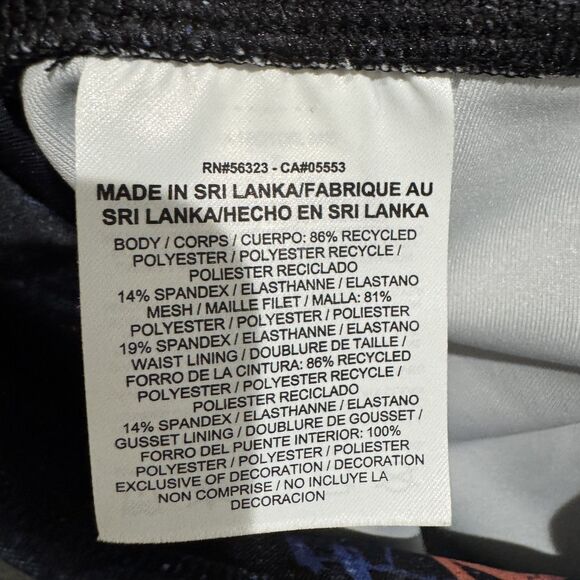 RN#56323 - CA#05553
MADE IN SRI LANKA/FABRIQUE AU
SRI LANKA/HECHO EN SRI LANKA
BODY / CORPS / CUERPO: 86% RECYCLED
POLYESTER / POLYESTER RECYCLE /
POLIESTER RECICLADO
14% SPANDEX / ELASTHANNE / ELASTANO
MESH / MAILLE FILET / MALLA: 81%
POLYESTER / POLYESTER / POLIESTER
19% SPANDEX / ELASTHANNE / ELASTANO
WAIST LINING / DOUBLURE DE TAILLE /
FORRO DE LA CINTURA: 86% RECYCLED
POLYESTER / POLYESTER RECYCLE /
POLIESTER RECICLADO
14% SPANDEX / ELASTHANNE / ELASTANO
GUSSET LINING / DOUBLURE DE GOUSSET /
FORRO DEL PUENTE INTERIOR: 100%
POLYESTER / POLYESTER / POLIESTER
EXCLUSIVE OF DECORATION / DECORATION
NON COMPRISE / NO INCLUYE LA
DECORACION